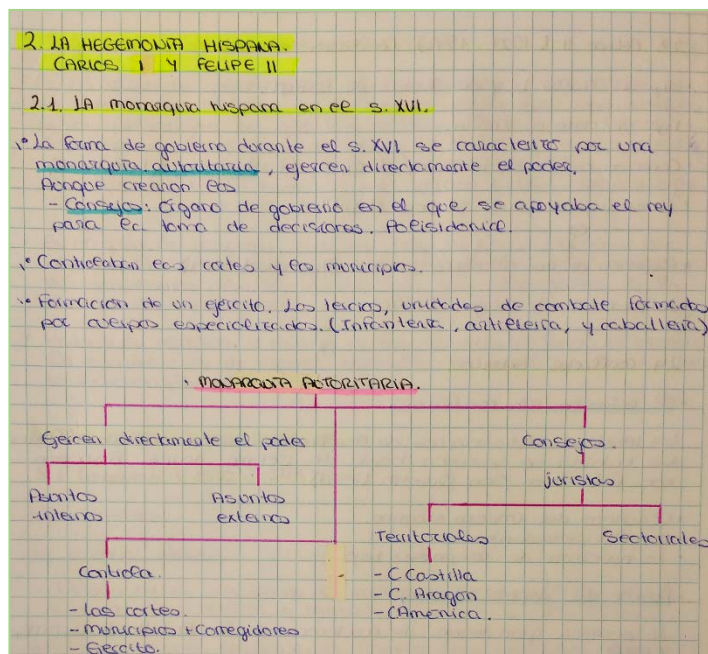 2. LA HEGEMONÍA HISPANA.
CARLOS I Y FELIPE II
2.1. LA monarquía hispana en el s. XVI.
• La forma de gobierno durante el s. XVI se caracterizó por una
monarquía autoritaria, ejercen directamente el poder.
Aunque crearon los
- Consejos: Órgano de gobierno en el que se apoyaba el rey
para la toma de decisiones.
• Controlaban las cortes y los municipios.
• Formación de un ejército. Los tercios, unidades de combate formados
por cuerpos especializados. (Infantería, artillería, y caballería)
. MONARQUÍA AUTORITARIA.
Ejercen directamente el poder
Consejos.
juristas
Asuntos
internos
Asuntos
externos
Territoriales
Sectoriales
Controla.
- C Castilla
- C. Aragón
- C América.
- Las cortes.
- municipios + corregidores
- Ejército.